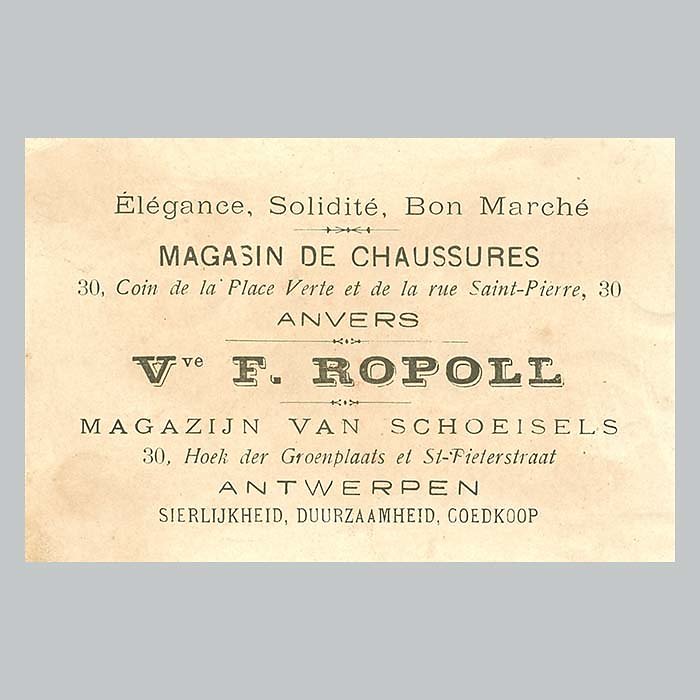 Élégance, Solidité, Bon Marché
MAGASIN DE CHAUSSURES
30, Coin de la Place Verte et de la rue Saint-Pierre, 30
ANVERS
Vve F. ROPOLL
MAGAZIJN VAN SCHOEISELS
30, Hoek der Groenplaats et St-Pieterstraat
ANTWERPEN
SIERLIJKHEID, DUURZAAMHEID, COEDKOOP